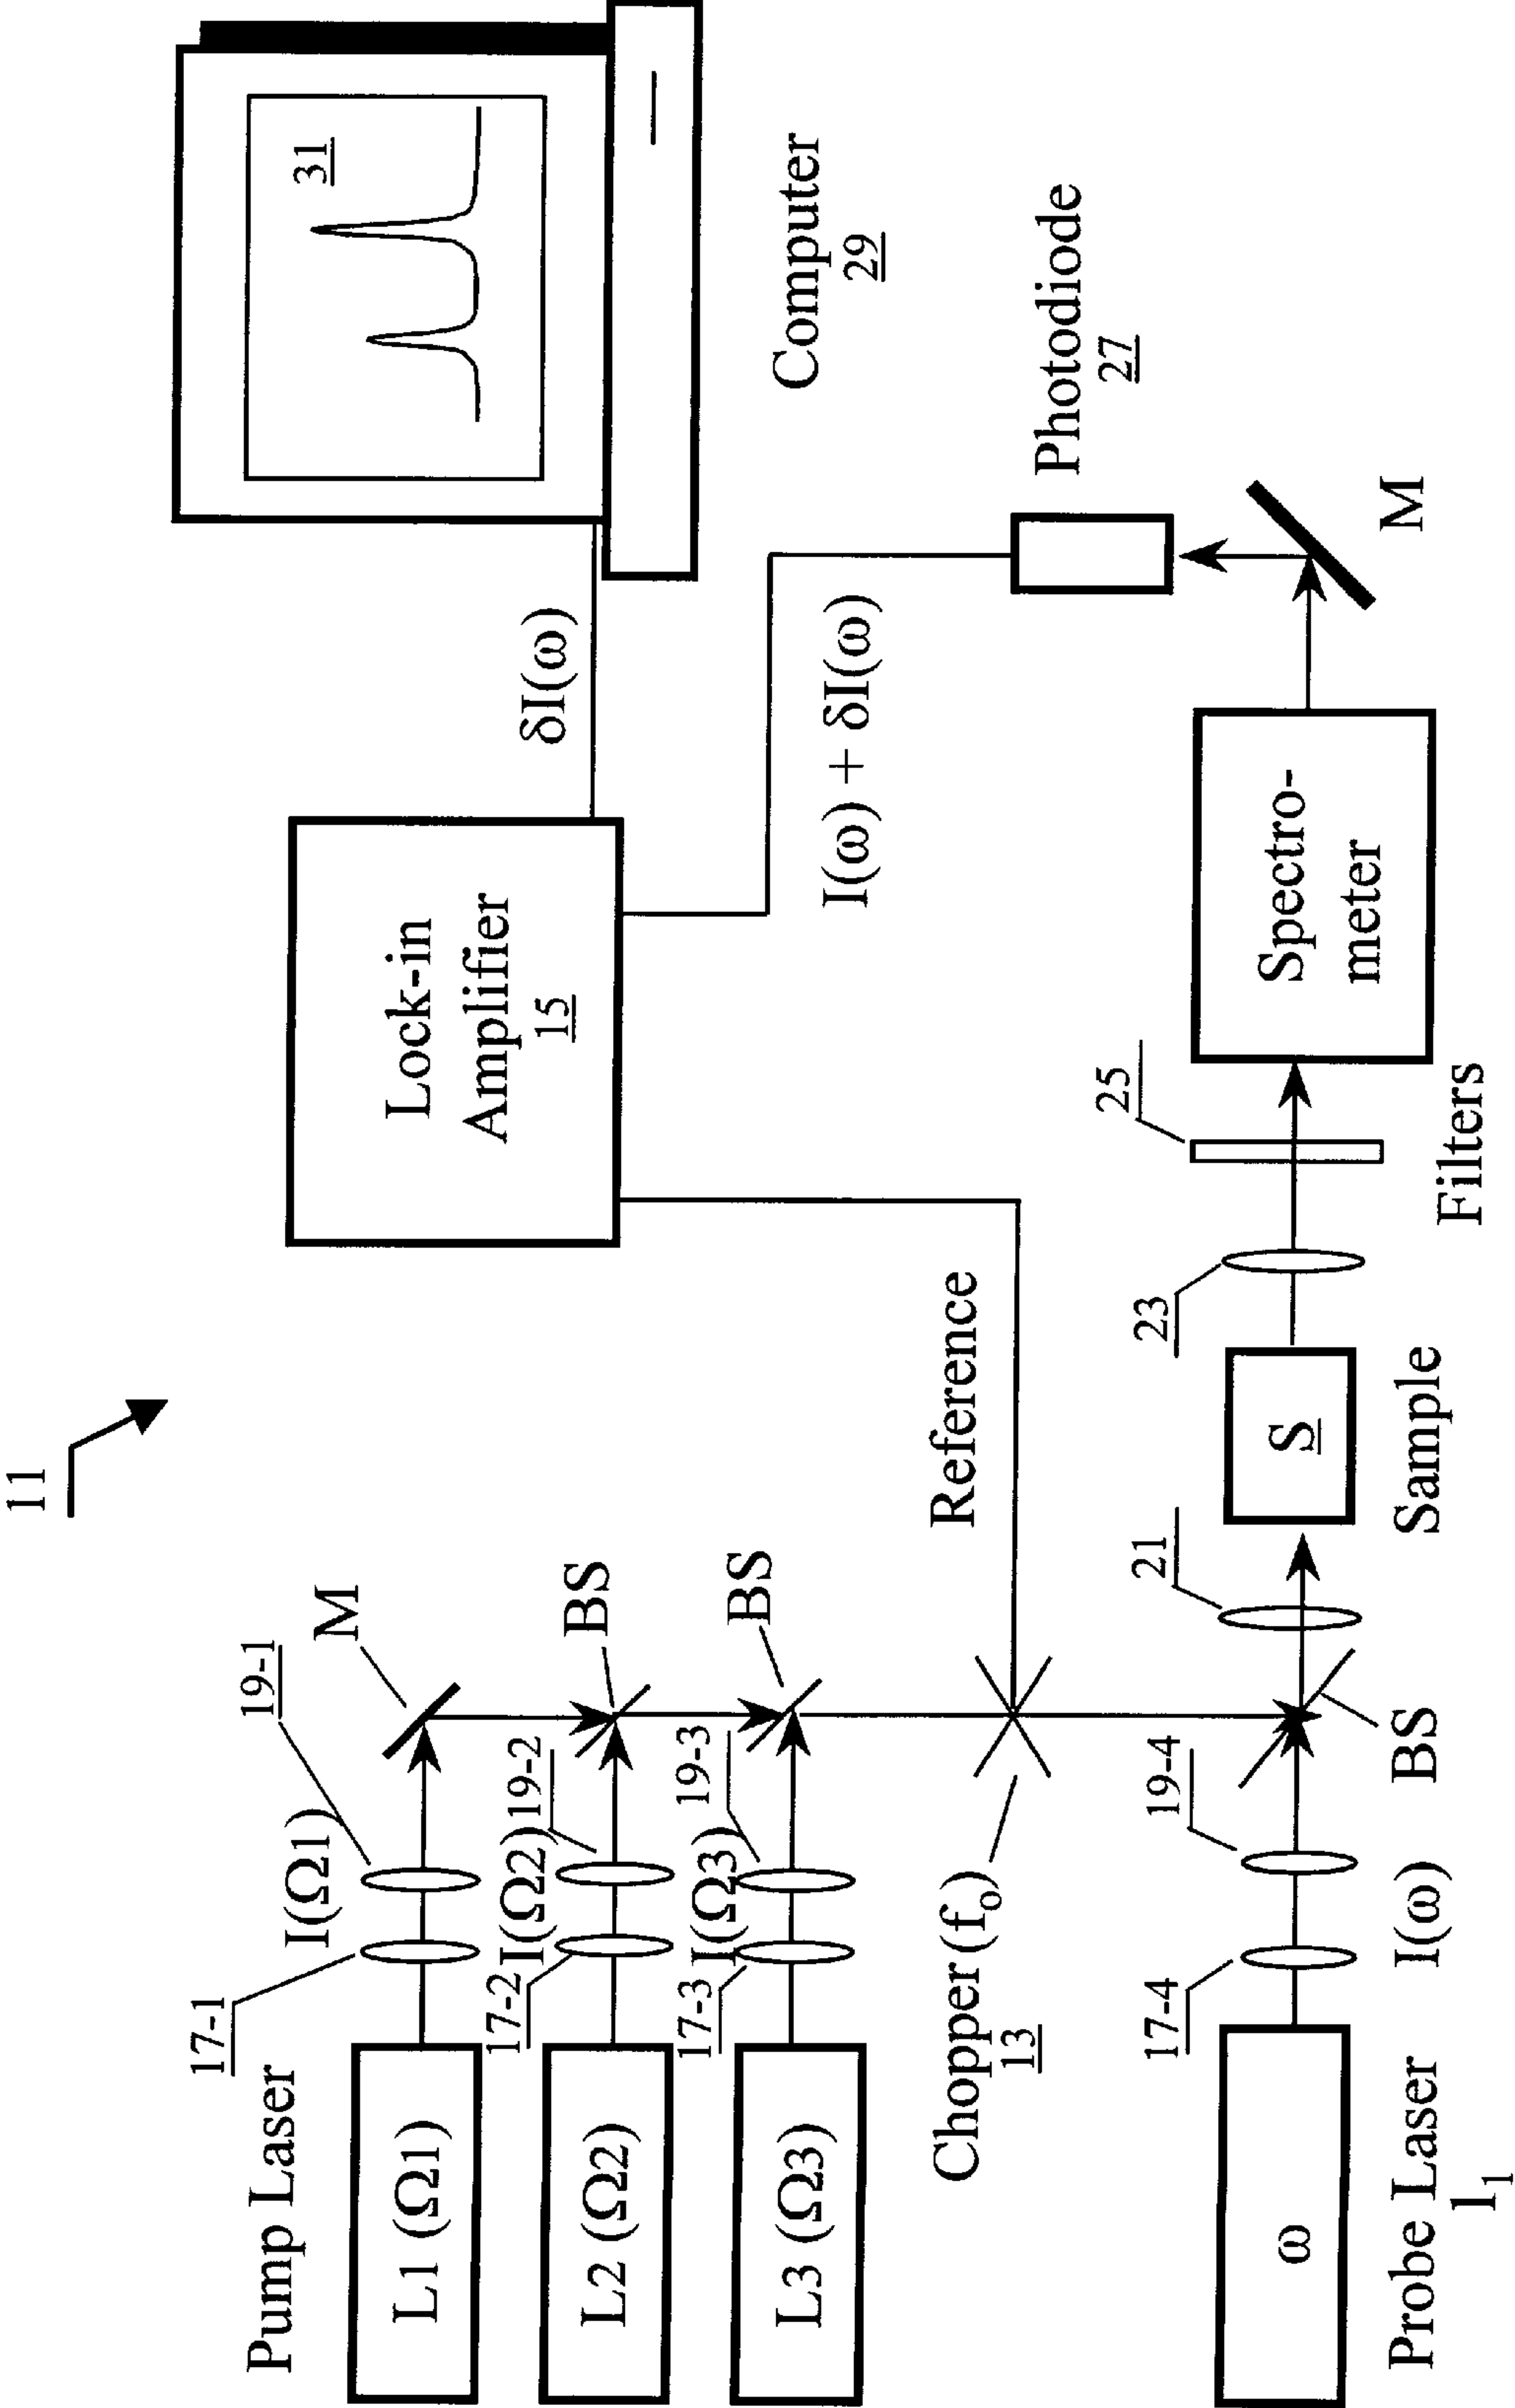 11
Pump Laser
17-1
I(Ω1)
19-1
M
L1 (Ω1)
17-2
I(Ω2)
19-2
BS
L2 (Ω2)
17-3
I(Ω3)
19-3
BS
L3 (Ω3)
Chopper (fo)
13
Reference
Lock-in
Amplifier
15
δI(ω)
I(ω) + δI(ω)
31
Computer
29
Photodiode
27
M
17-4
19-4
ω
I(ω)
BS
Probe Laser
l1
21
S
Sample
23
25
Filters
Spectro-
meter